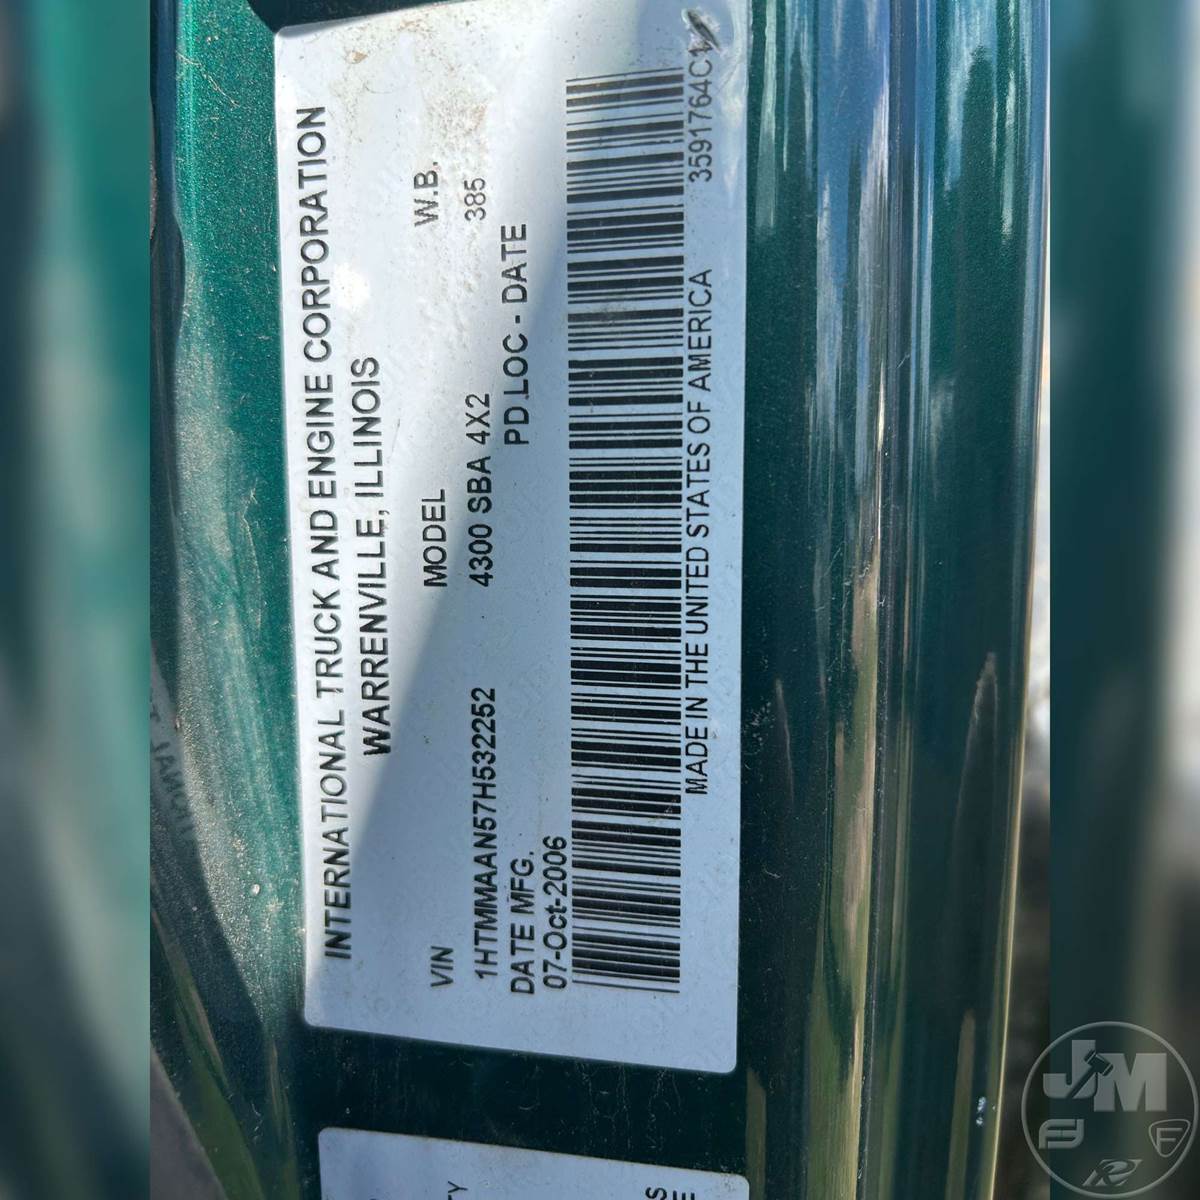 INTERNATIONAL TRUCK AND ENGINE CORPORATION
WARRENVILLE, ILLINOIS
VIN MODEL W.B.
1HTMMAAN57H532252 4300 SBA 4X2 385
DATE MFG. PD LOC - DATE
07-Oct-2006
MADE IN THE UNITED STATES OF AMERICA 3591764C1
JM